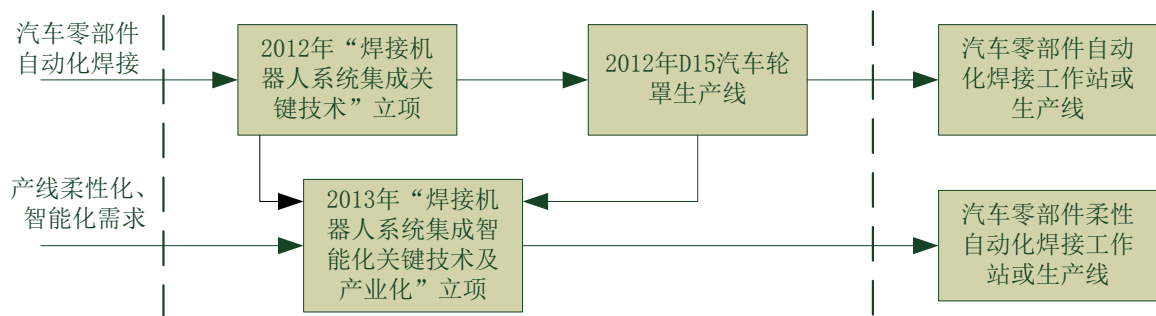 汽车零部件
自动化焊接
2012年“焊接机
器人系统集成关
键技术”立项
2012年D15汽车轮
罩生产线
汽车零部件自动
化焊接工作站或
生产线
产线柔性化、
智能化需求
2013年“焊接机
器人系统集成智
能化关键技术及
产业化”立项
汽车零部件柔性
自动化焊接工作
站或生产线